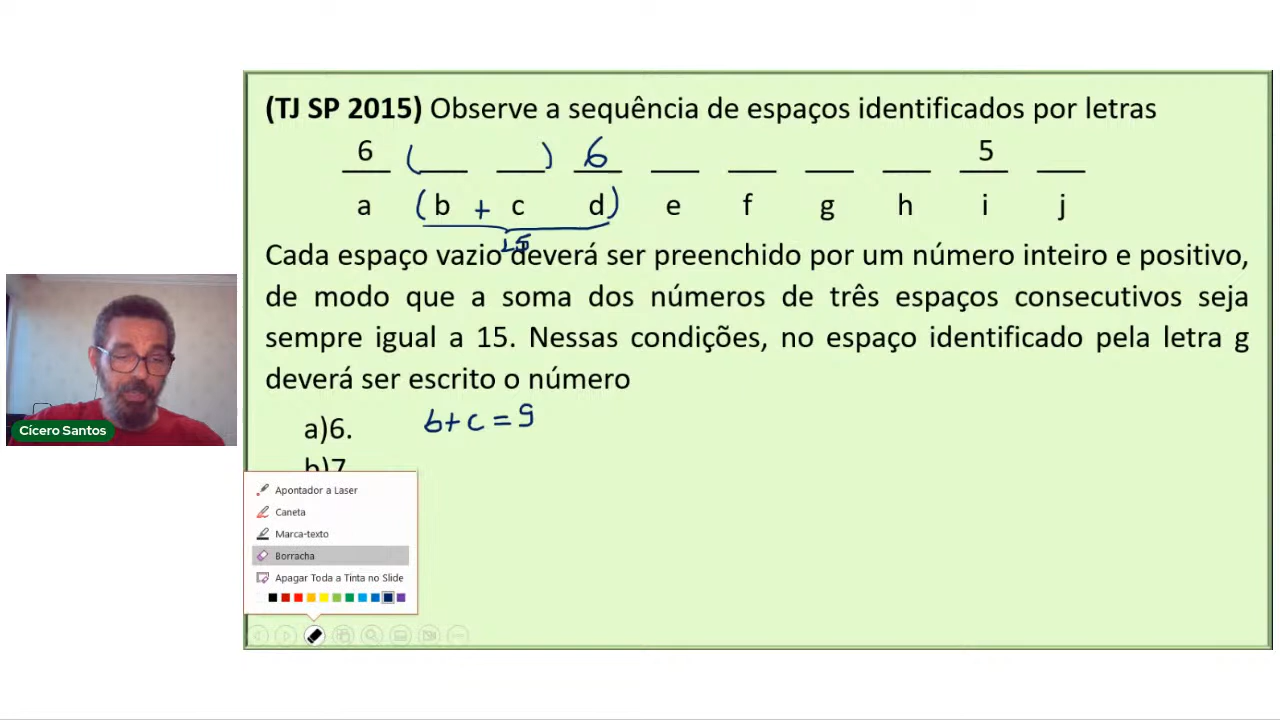 (TJ SP 2015) Observe a sequência de espaços identificados por letras
6 ( ) 6 5
a (b + c d) e f g h i j
15
Cada espaço vazio deverá ser preenchido por um número inteiro e positivo,
de modo que a soma dos números de três espaços consecutivos seja
sempre igual a 15. Nessas condições, no espaço identificado pela letra g
deverá ser escrito o número
a)6.
b+c=9
b)7
Apontador a Laser
Caneta
Marca-texto
Borracha
Apagar Toda a Tinta no Slide
Cícero Santos